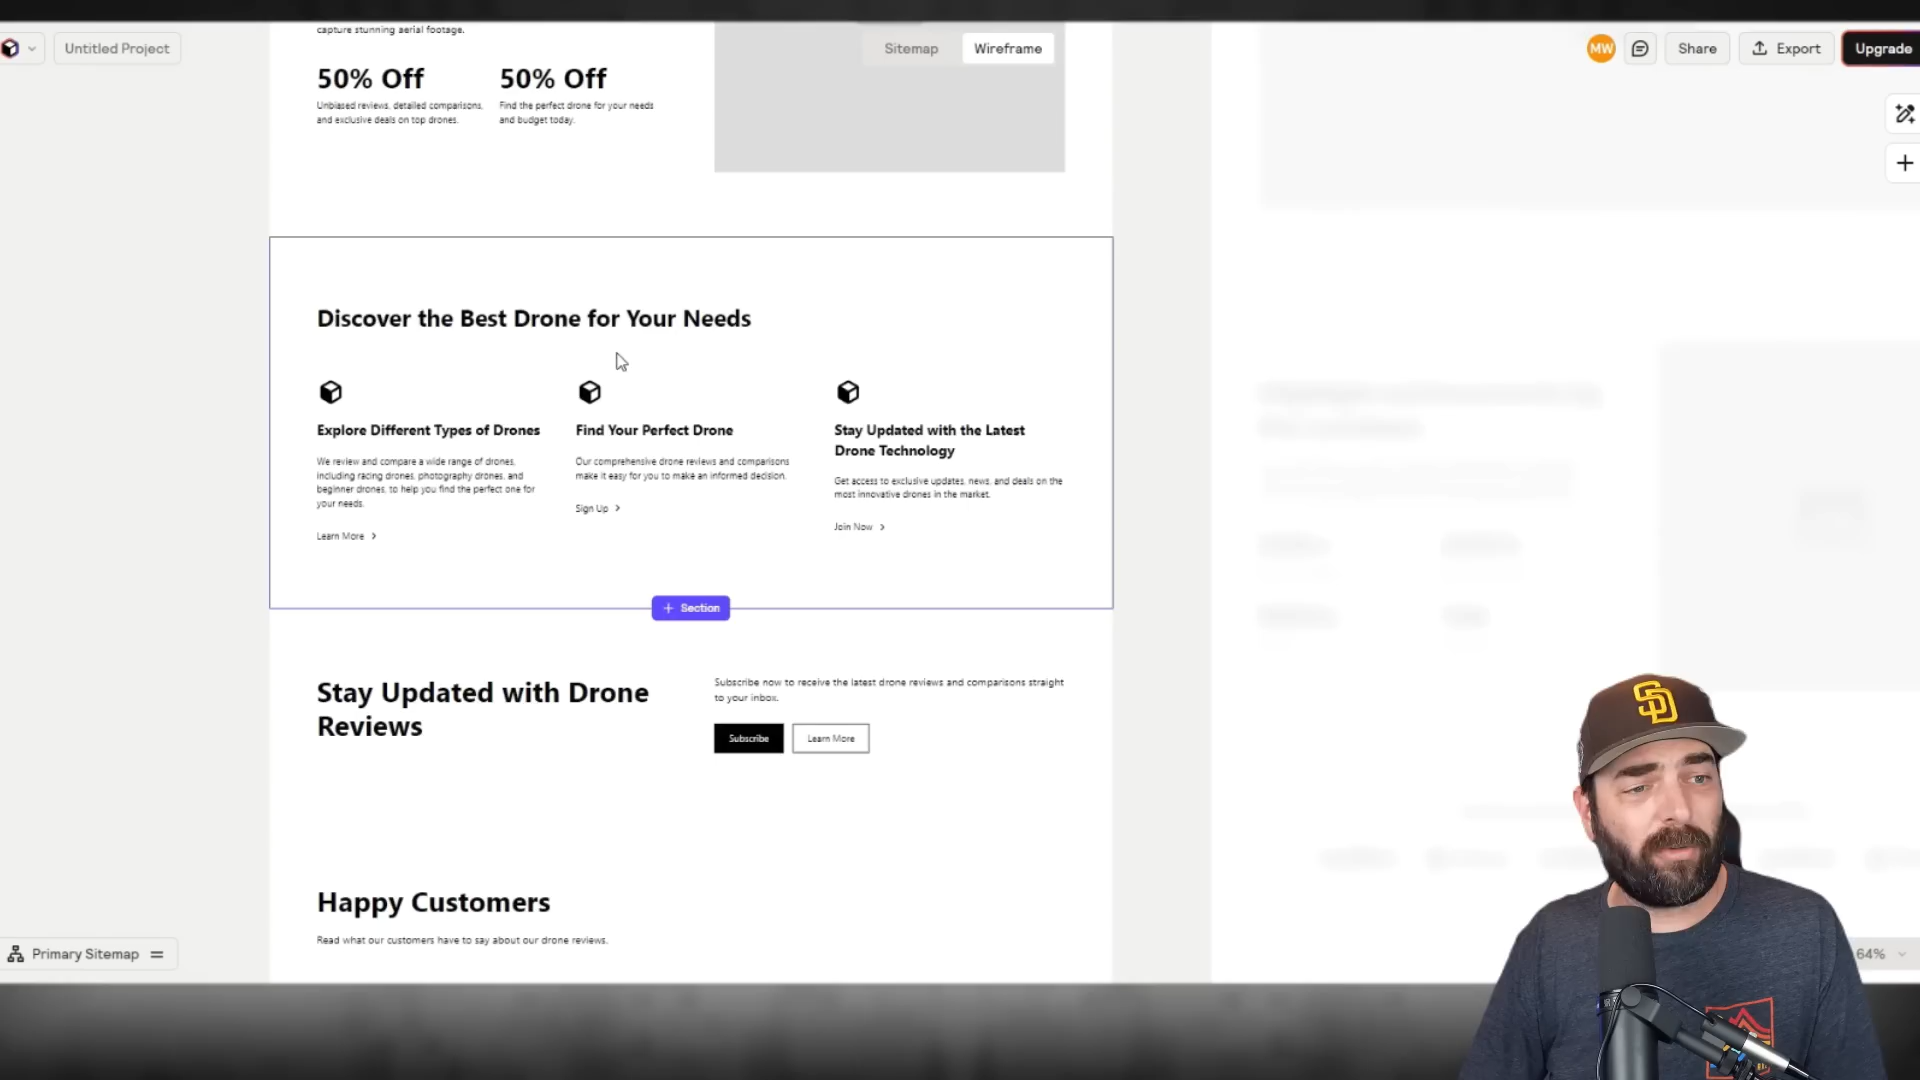 capture stunning aerial footage.
Untitled Project
Sitemap
Wireframe
MW
Share
Export
Upgrade
50% Off
50% Off
Unbiased reviews, detailed comparisons,
and exclusive deals on top drones.
Find the perfect drone for your needs
and budget today.
Discover the Best Drone for Your Needs
Explore Different Types of Drones
We review and compare a wide range of drones,
including racing drones, photography drones, and
beginner drones, to help you find the perfect one for
your needs.
Learn More
Find Your Perfect Drone
Our comprehensive drone reviews and comparisons
make it easy for you to make an informed decision.
Sign Up
Stay Updated with the Latest
Drone Technology
Get access to exclusive updates, news, and deals on the
most innovative drones in the market.
Join Now
+ Section
Stay Updated with Drone
Reviews
Subscribe now to receive the latest drone reviews and comparisons straight
to your inbox.
Subscribe
Learn More
Happy Customers
Read what our customers have to say about our drone reviews.
Primary Sitemap
64%
SD